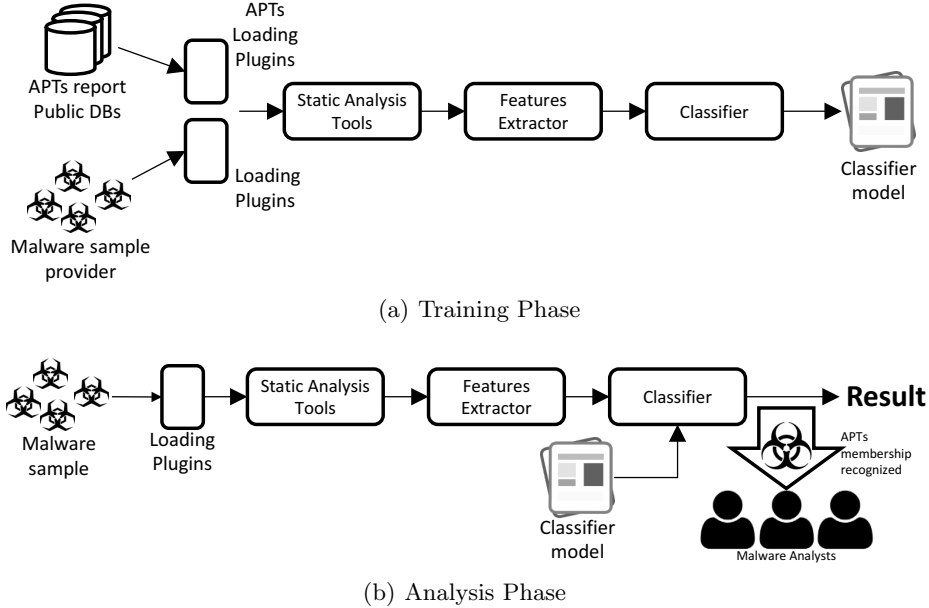 APTs
Loading
Plugins
APTs report
Public DBs
Static Analysis
Tools
Features
Extractor
Classifier
Classifier
model
Loading
Plugins
Malware sample
provider
(a) Training Phase
Malware
sample
Loading
Plugins
Static Analysis
Tools
Features
Extractor
Classifier
Result
APTs
membership
recognized
Classifier
model
Malware Analysts
(b) Analysis Phase